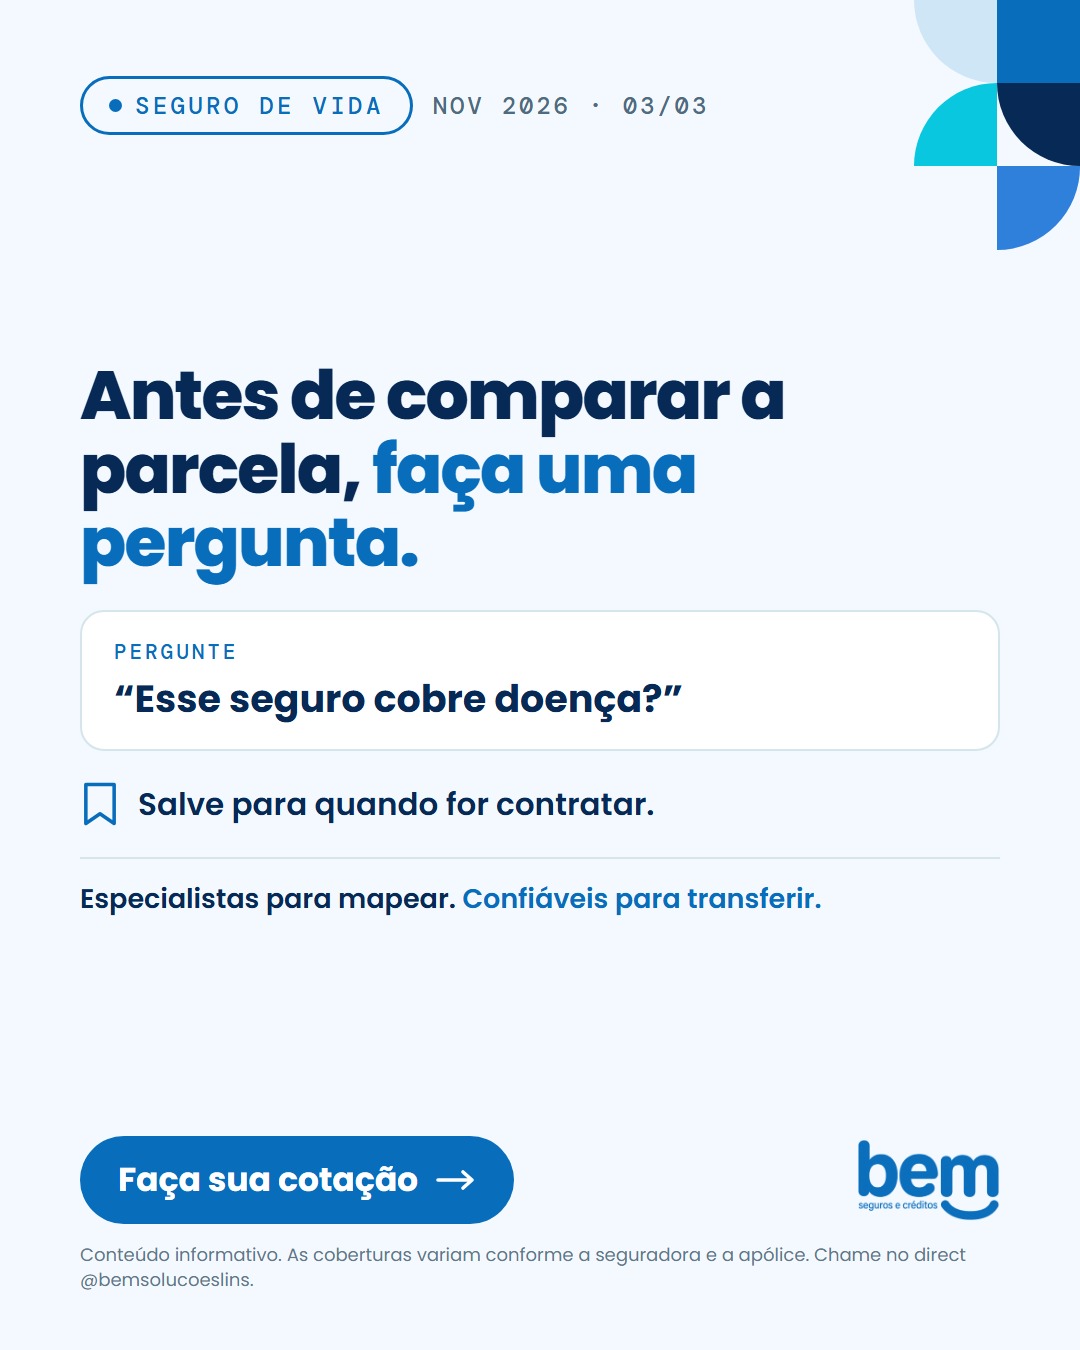 SEGURO DE VIDA NOV 2026 · 03/03
Antes de comparar a
parcela, faça uma
pergunta.
PERGUNTE
“Esse seguro cobre doença?”
Salve para quando for contratar.
Especialistas para mapear. Confiáveis para transferir.
Faça sua cotação →
bem
seguros e créditos
Conteúdo informativo. As coberturas variam conforme a seguradora e a apólice. Chame no direct
@bemsolucoeslins.